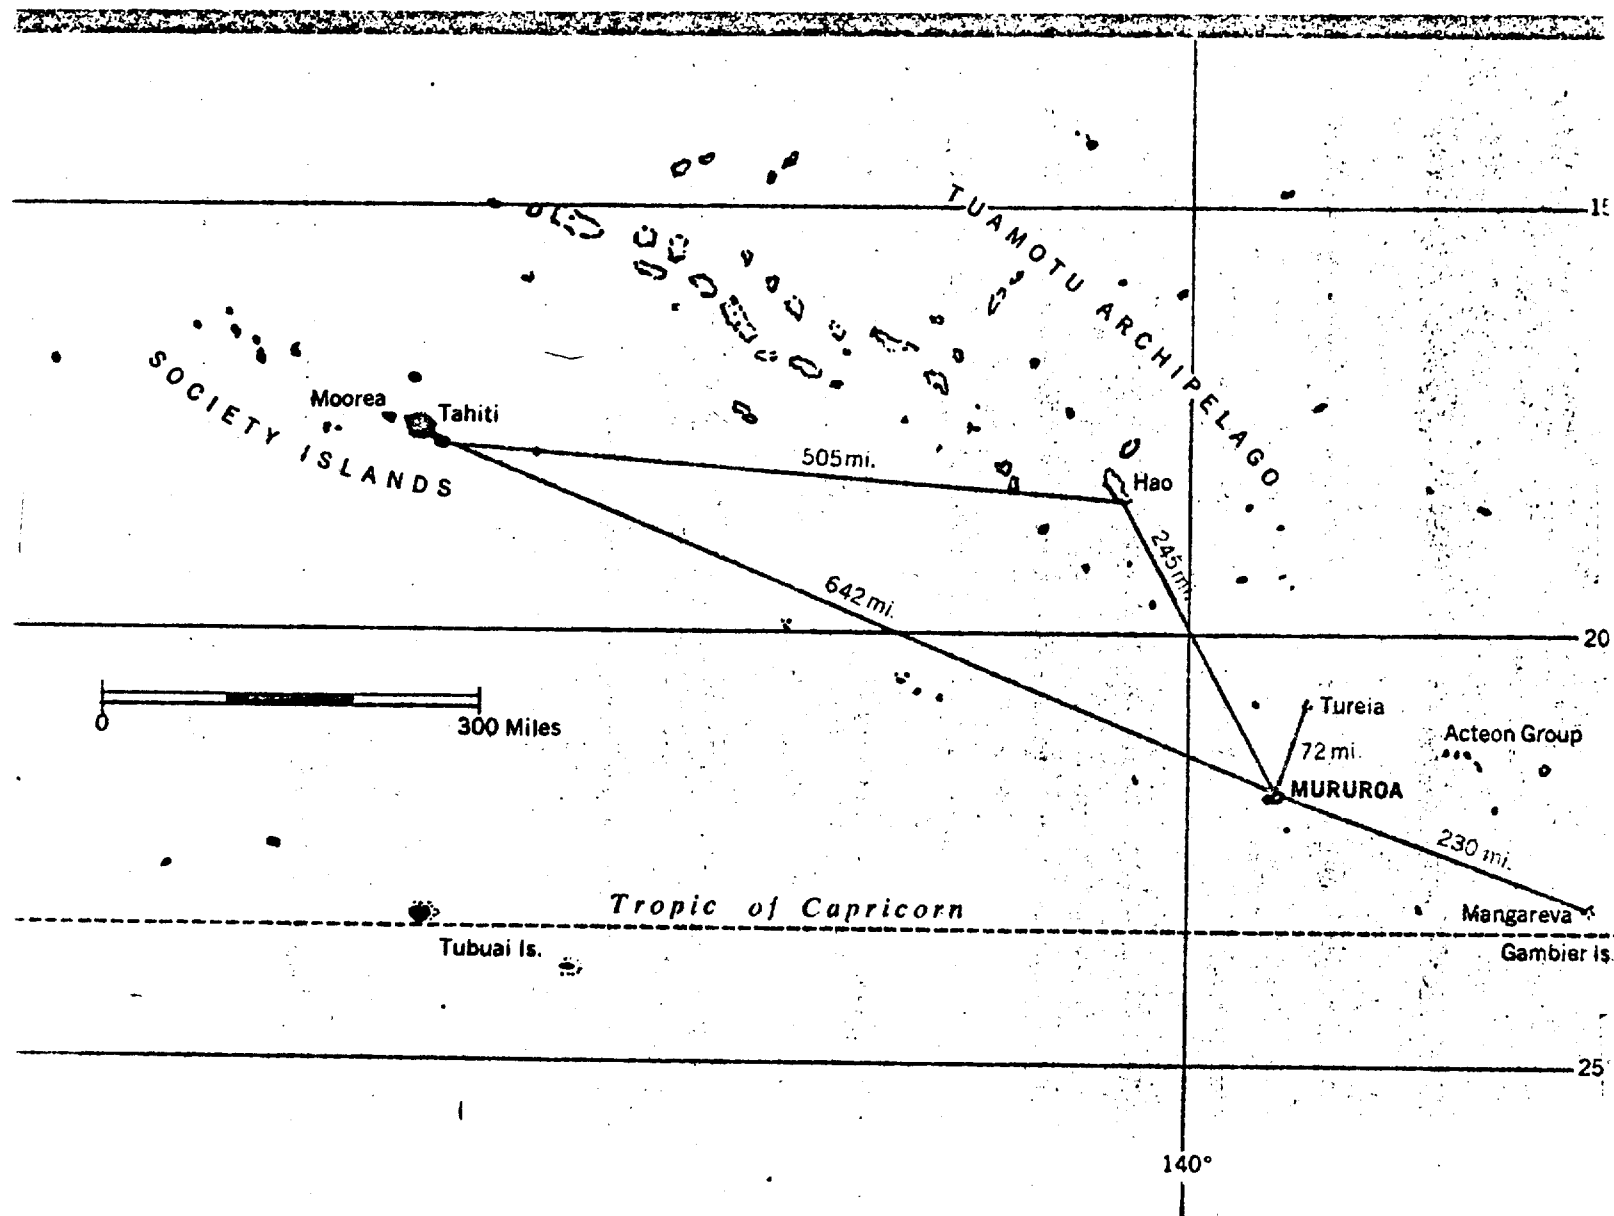 TUAMOTU ARCHIPELAGO
15
SOCIETY ISLANDS
Moorea
Tahiti
505 mi.
Hao
245 mi.
642 mi.
20
0
300 Miles
Tureia
72 mi.
Acteon Group
MURUROA
230 mi.
Tropic of Capricorn
Mangareva
Tubuai Is.
Gambier Is.
25°
140°